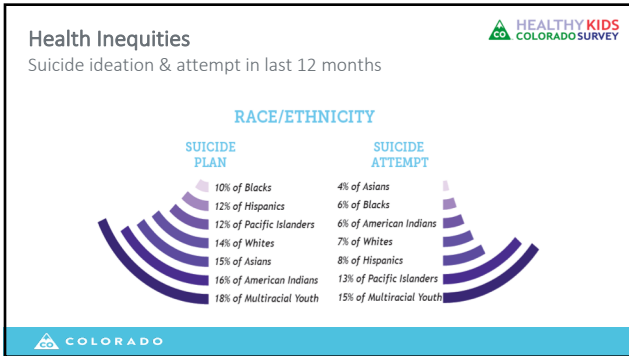 Health Inequities
Suicide ideation & attempt in last 12 months
CO
HEALTHY KIDS
COLORADO SURVEY
RACE/ETHNICITY
SUICIDE
PLAN
10% of Blacks
12% of Hispanics
12% of Pacific Islanders
14% of Whites
15% of Asians
16% of American Indians
18% of Multiracial Youth
SUICIDE
ATTEMPT
4% of Asians
6% of Blacks
6% of American Indians
7% of Whites
8% of Hispanics
13% of Pacific Islanders
15% of Multiracial Youth
CO
COLORADO